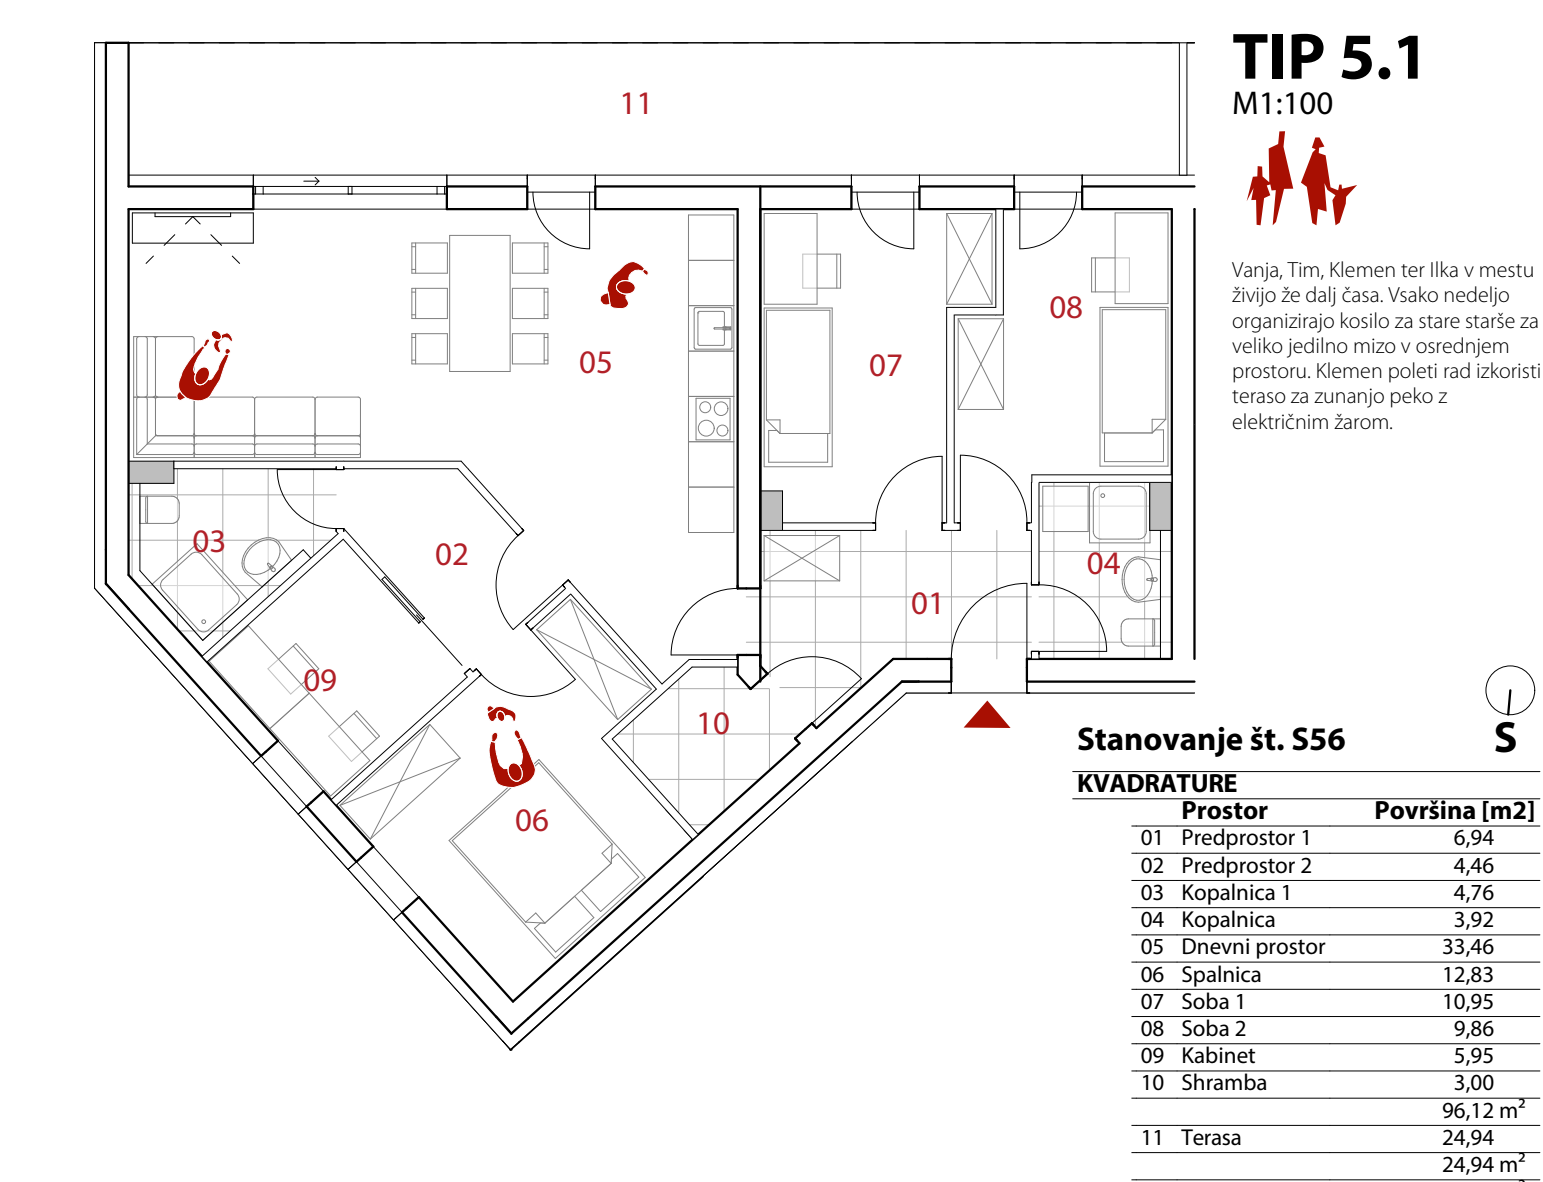 TIP 5.1
M1:100
Vanja, Tim, Klemen ter Ilka v mestu
živijo že dalj časa. Vsako nedeljo
organizirajo kosilo za stare starše za
veliko jedilno mizo v osrednjem
prostoru. Klemen poleti rad izkoristi
teraso za zunanjo peko z
električnim žarom.
11
05
07
08
03
02
04
01
09
10
06
S
Stanovanje št. S56
KVADRATURE
Prostor Površina [m2]
01 Predprostor 1 6,94
02 Predprostor 2 4,46
03 Kopalnica 1 4,76
04 Kopalnica 3,92
05 Dnevni prostor 33,46
06 Spalnica 12,83
07 Soba 1 10,95
08 Soba 2 9,86
09 Kabinet 5,95
10 Shramba 3,00
96,12 m²
11 Terasa 24,94
24,94 m²